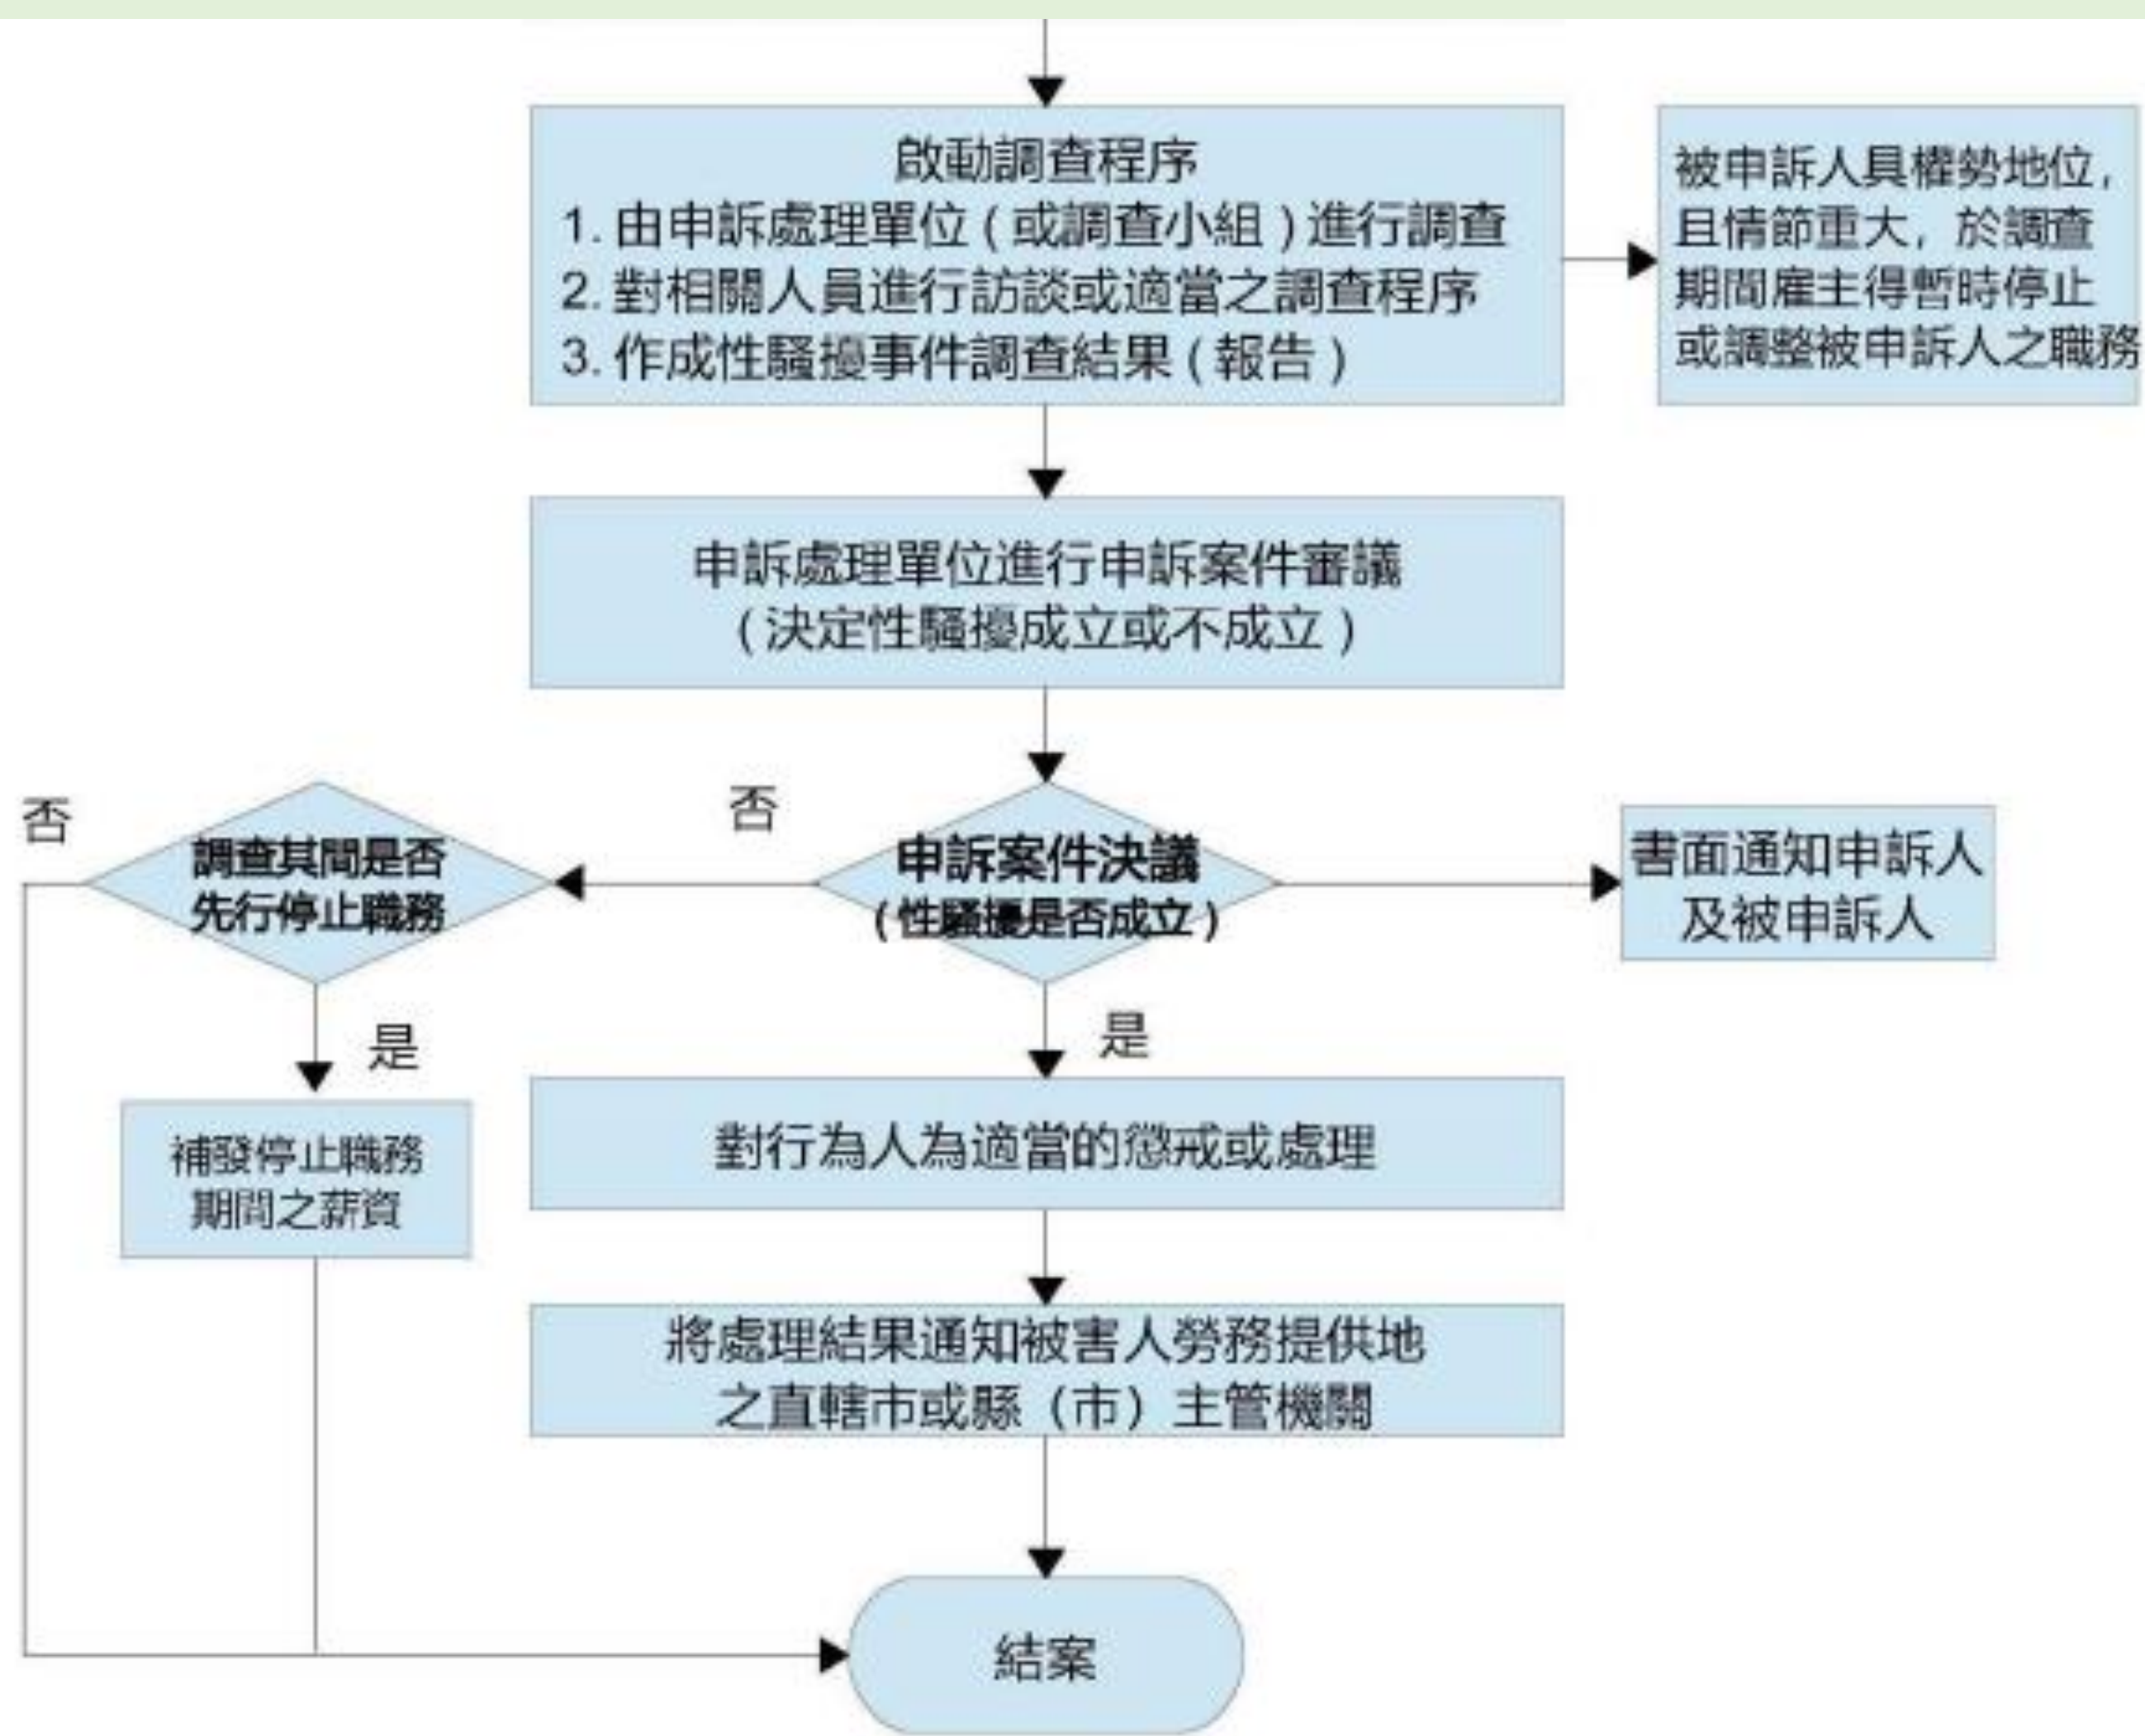 啟動調查程序
1. 由申訴處理單位 ( 或調查小組 ) 進行調查
2. 對相關人員進行訪談或適當之調查程序
3. 作成性騷擾事件調查結果 ( 報告 )
被申訴人具權勢地位,
且情節重大, 於調查
期間雇主得暫時停止
或調整被申訴人之職務
申訴處理單位進行申訴案件審議
( 決定性騷擾成立或不成立 )
否
調查其間是否
先行停止職務
否
申訴案件決議
( 性騷擾是否成立 )
書面通知申訴人
及被申訴人
是
是
補發停止職務
期間之薪資
對行為人為適當的懲戒或處理
將處理結果通知被害人勞務提供地
之直轄市或縣（市）主管機關
結案